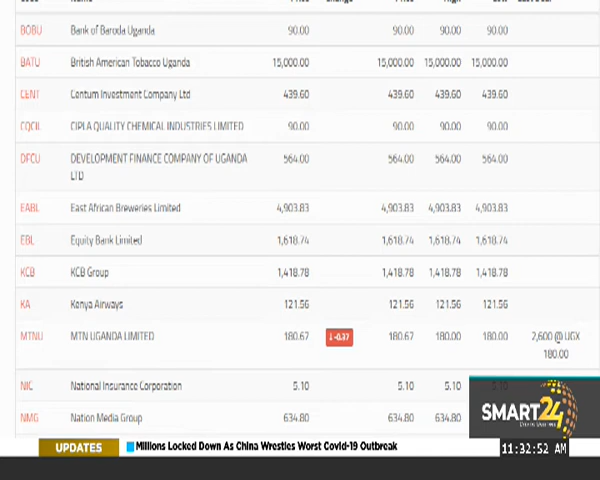 BOBU Bank of Baroda Uganda 90.00 90.00 90.00 90.00
BATU British American Tobacco Uganda 15,000.00 15,000.00 15,000.00 15,000.00
CENT Centum Investment Company Ltd 439.60 439.60 439.60 439.60
CQCIL CIPLA QUALITY CHEMICAL INDUSTRIES LIMITED 90.00 90.00 90.00 90.00
DFCU DEVELOPMENT FINANCE COMPANY OF UGANDA 564.00 564.00 564.00 564.00
LTD
EABL East African Breweries Limited 4,903.83 4,903.83 4,903.83 4,903.83
EBL Equity Bank Limited 1,618.74 1,618.74 1,618.74 1,618.74
KCB KCB Group 1,418.78 1,418.78 1,418.78 1,418.78
KA Kenya Airways 121.56 121.56 121.56 121.56
MTNU MTN UGANDA LIMITED 180.67 ↓ -0.37 180.67 180.00 180.00 2,600 @ UGX
180.00
NIC National Insurance Corporation 5.10 5.10 5.10
NMG Nation Media Group 634.80 634.80 634.80
SMART24
UPDATES Millions Locked Down As China Wrestles Worst Covid-19 Outbreak 11:32:52 AM